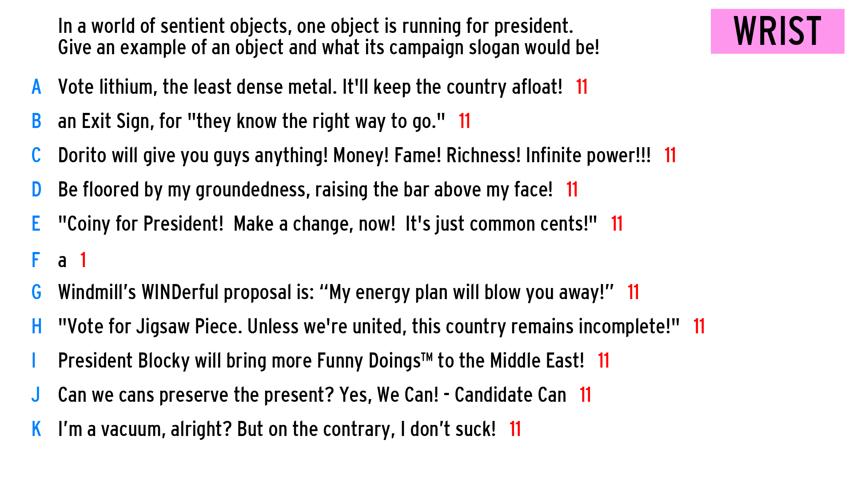 In a world of sentient objects, one object is running for president.
Give an example of an object and what its campaign slogan would be!
WRIST
A Vote lithium, the least dense metal. It'll keep the country afloat! 11
B an Exit Sign, for "they know the right way to go." 11
C Dorito will give you guys anything! Money! Fame! Richness! Infinite power!!! 11
D Be floored by my groundedness, raising the bar above my face! 11
E "Coiny for President!  Make a change, now!  It's just common cents!" 11
F a 1
G Windmill’s WINDerful proposal is: “My energy plan will blow you away!” 11
H "Vote for Jigsaw Piece. Unless we're united, this country remains incomplete!" 11
I President Blocky will bring more Funny Doings™ to the Middle East! 11
J Can we cans preserve the present? Yes, We Can! - Candidate Can 11
K I’m a vacuum, alright? But on the contrary, I don’t suck! 11